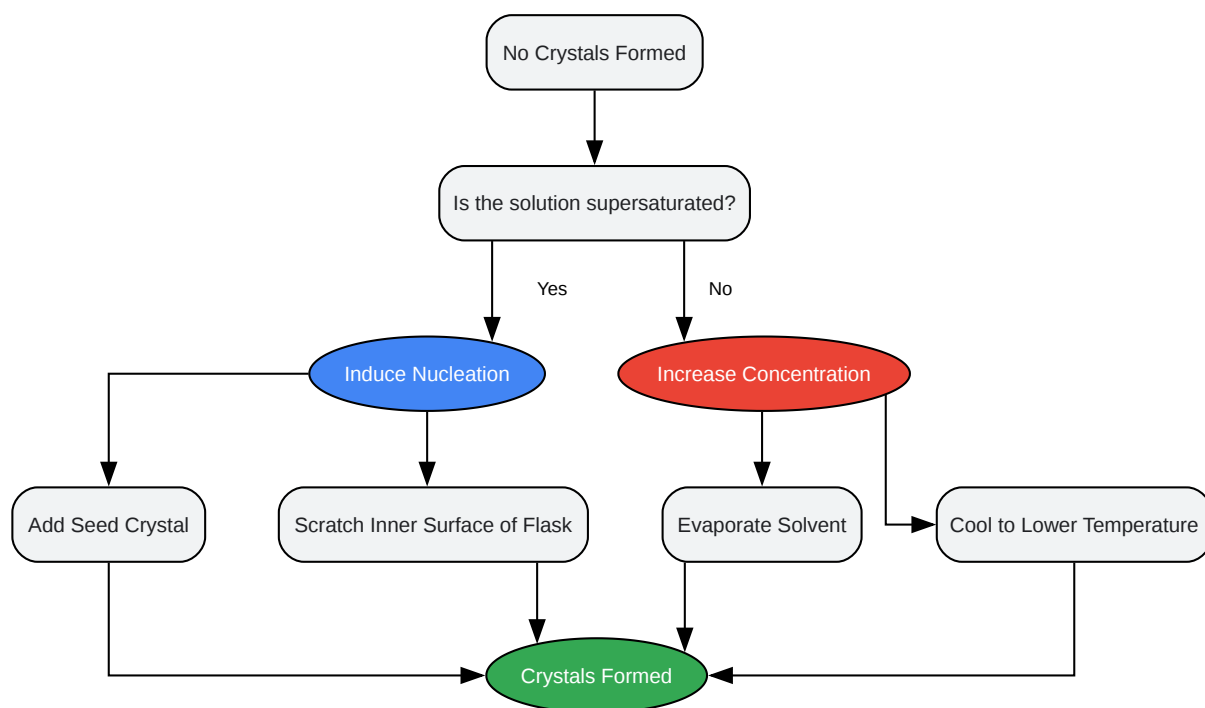 No Crystals Formed
Is the solution supersaturated?
Yes
No
Induce Nucleation
Increase Concentration
Add Seed Crystal
Scratch Inner Surface of Flask
Evaporate Solvent
Cool to Lower Temperature
Crystals Formed